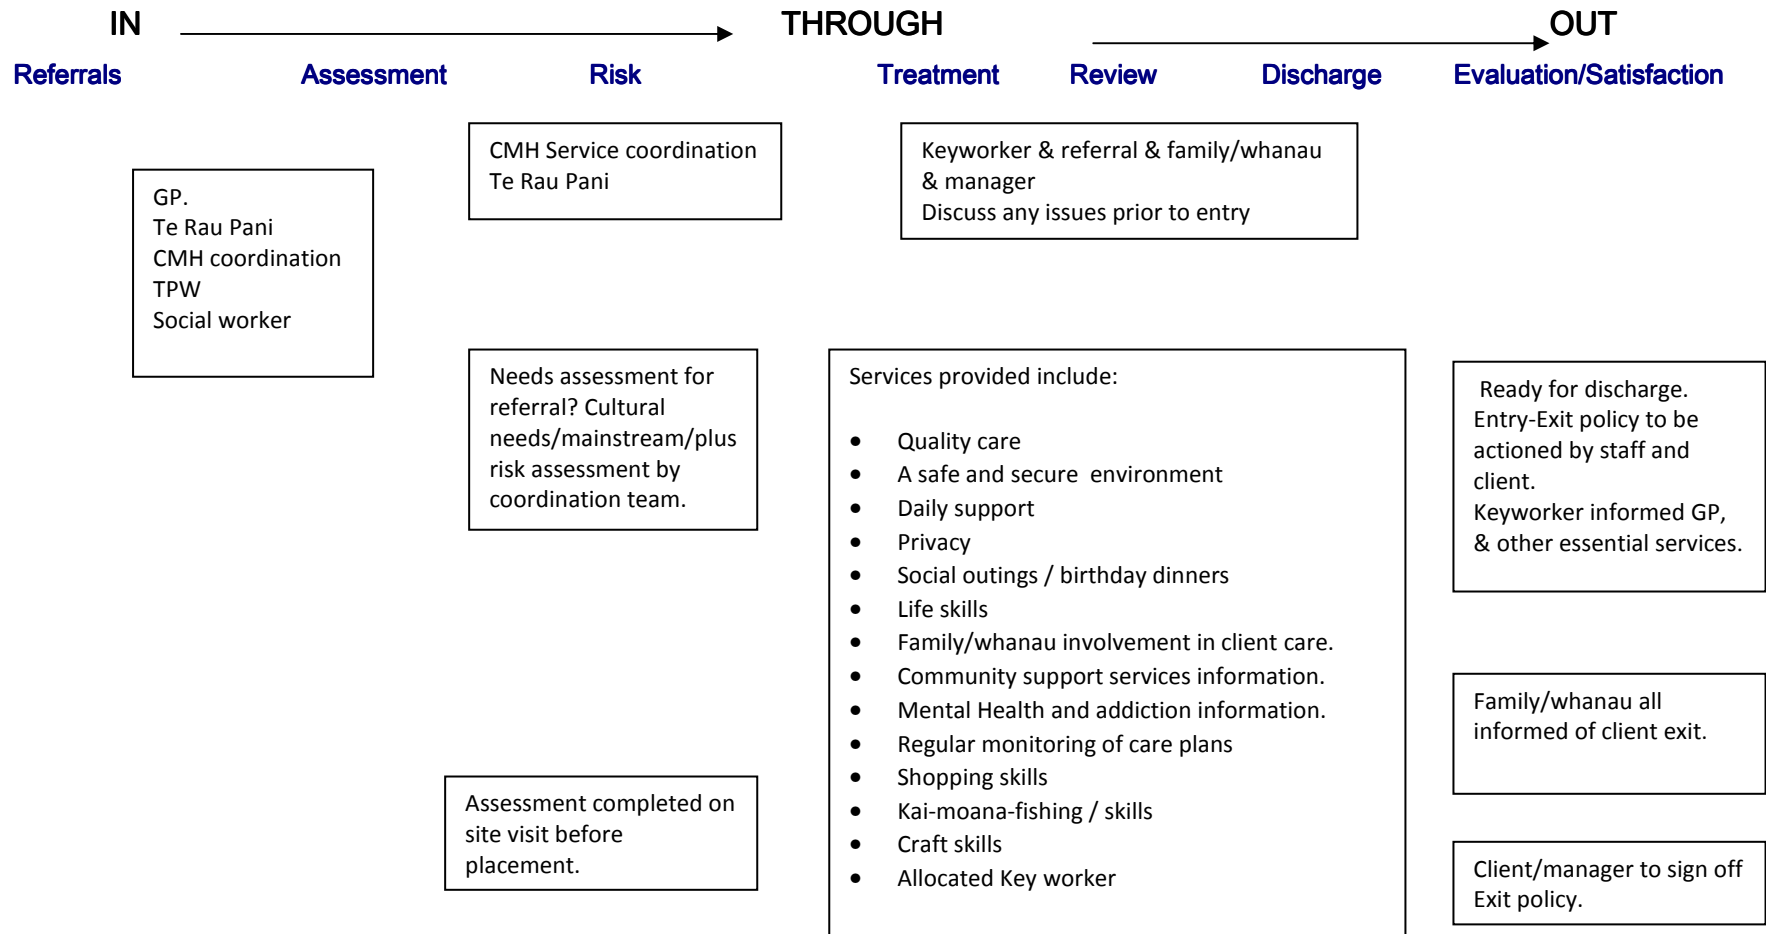 IN THROUGH OUT
Referrals Assessment Risk Treatment Review Discharge Evaluation/Satisfaction
GP.
Te Rau Pani
CMH coordination
TPW
Social worker
CMH Service coordination
Te Rau Pani
Needs assessment for
referral? Cultural
needs/mainstream/plus
risk assessment by
coordination team.
Assessment completed on
site visit before
placement.
Keyworker & referral & family/whanau
& manager
Discuss any issues prior to entry
Services provided include:
• Quality care
• A safe and secure environment
• Daily support
• Privacy
• Social outings / birthday dinners
• Life skills
• Family/whanau involvement in client care.
• Community support services information.
• Mental Health and addiction information.
• Regular monitoring of care plans
• Shopping skills
• Kai-moana-fishing / skills
• Craft skills
• Allocated Key worker
Ready for discharge.
Entry-Exit policy to be
actioned by staff and
client.
Keyworker informed GP,
& other essential services.
Family/whanau all
informed of client exit.
Client/manager to sign off
Exit policy.